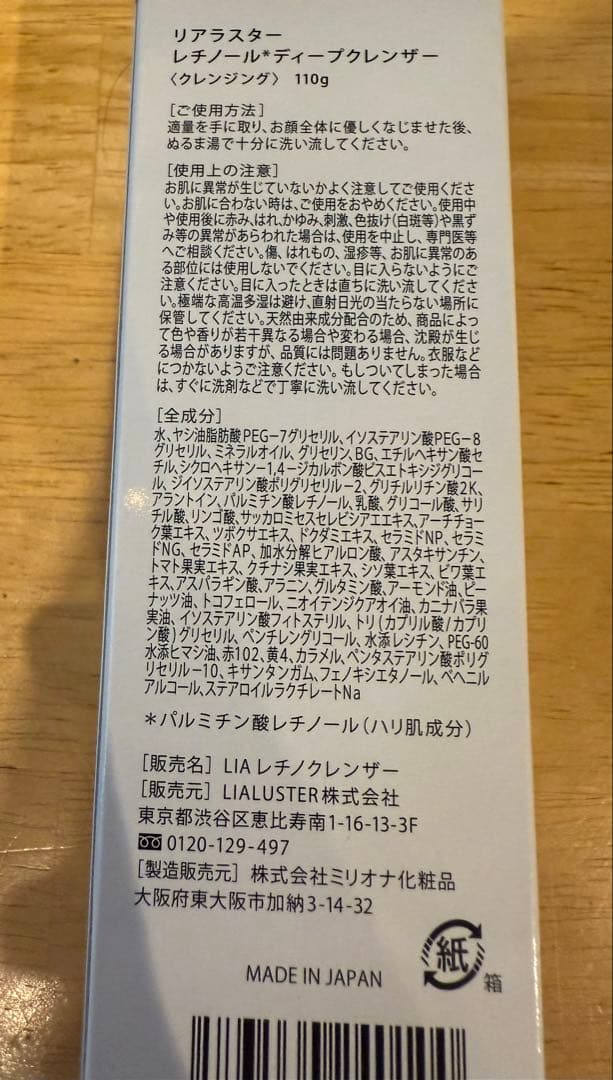 リアラスター
レチノール*ディープクレンザー
〈クレンジング〉 110g
[ご使用方法]
適量を手に取り、お顔全体に優しくなじませた後、
ぬるま湯で十分に洗い流してください。
[使用上の注意]
お肌に異常が生じていないかよく注意してご使用くださ
い。お肌に合わない時は、ご使用をおやめください。使用中
や使用後に赤み、はれ、かゆみ、刺激、色抜け(白斑等)や黒ず
み等の異常があらわれた場合は、使用を中止し、専門医等
へご相談ください。傷、はれもの、湿疹等、お肌に異常のあ
る部位には使用しないでください。目に入らないようにご
注意ください。目に入ったときは直ちに洗い流してくださ
い。極端な高温多湿は避け、直射日光の当たらない場所に
保管してください。天然由来成分配合のため、商品によっ
て色や香りが若干異なる場合や変わる場合、沈殿が生じ
る場合がありますが、品質には問題ありません。衣服など
につかないようご注意ください。もしついてしまった場合
は、すぐに洗剤などで丁寧に洗い流してください。
[全成分]
水、ヤシ油脂肪酸PEG-7グリセリル、イソステアリン酸PEG-8
グリセリル、ミネラルオイル、グリセリン、BG、エチルヘキサン酸セ
チル、シクロヘキサン-1,4-ジカルボン酸ビスエトキシジグリコー
ル、ジイソステアリン酸ポリグリセリル-2、グリチルリチン酸2K、
アラントイン、パルミチン酸レチノール、乳酸、グリコール酸、サリ
チル酸、リンゴ酸、サッカロミセスセレビシアエエキス、アーチチョー
ク葉エキス、ツボクサエキス、ドクダミエキス、セラミドNP、セラミ
ドNG、セラミドAP、加水分解ヒアルロン酸、アスタキサンチン、
トマト果実エキス、クチナシ果実エキス、シソ葉エキス、ビワ葉エ
キス、アスパラギン酸、アラニン、グルタミン酸、アーモンド油、ピー
ナッツ油、トコフェロール、ニオイテンジクアオイ油、カニナバラ果
実油、イソステアリン酸フィトステリル、トリ(カプリル酸/カプリ
ン酸)グリセリル、ペンチレングリコール、水添レシチン、PEG-60
水添ヒマシ油、赤102、黄4、カラメル、ペンタステアリン酸ポリグ
リセリル-10、キサンタンガム、フェノキシエタノール、ベヘニル
アルコール、ステアロイルラクチレートNa
*パルミチン酸レチノール(ハリ肌成分)
[販売名] LIA レチノクレンザー
[販売元] LIALUSTER株式会社
東京都渋谷区恵比寿南1-16-13-3F
0120-129-497
[製造販売元] 株式会社ミリオナ化粧品
大阪府東大阪市加納3-14-32
紙
箱
MADE IN JAPAN